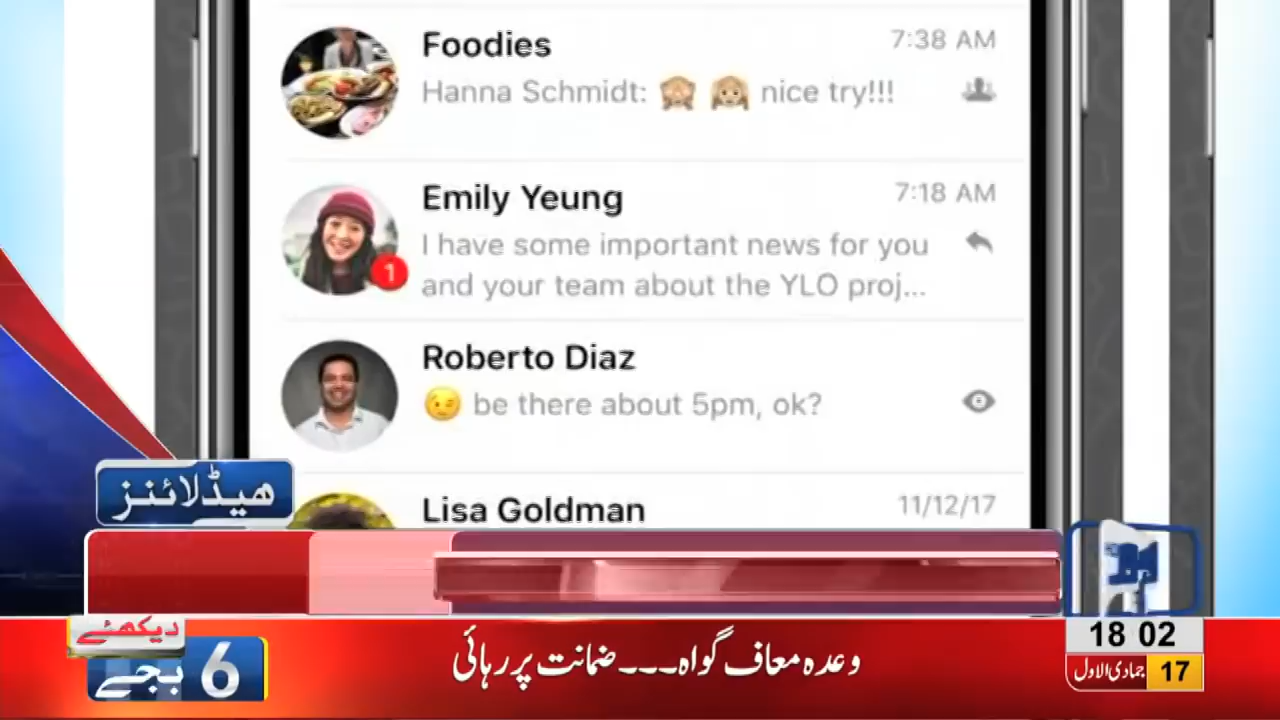 Foodies 7:38 AM
Hanna Schmidt: 🙈 🙈 nice try!!!
Emily Yeung 7:18 AM
I have some important news for you
and your team about the YLO proj...
1
Roberto Diaz
😉 be there about 5pm, ok?
Lisa Goldman 11/12/17
ھیڈلائنز
دیکھئے
6 بجے
وعدہ معاف گواہ۔۔۔ضمانت پر رہائی
18 02
17 جمادی الاول